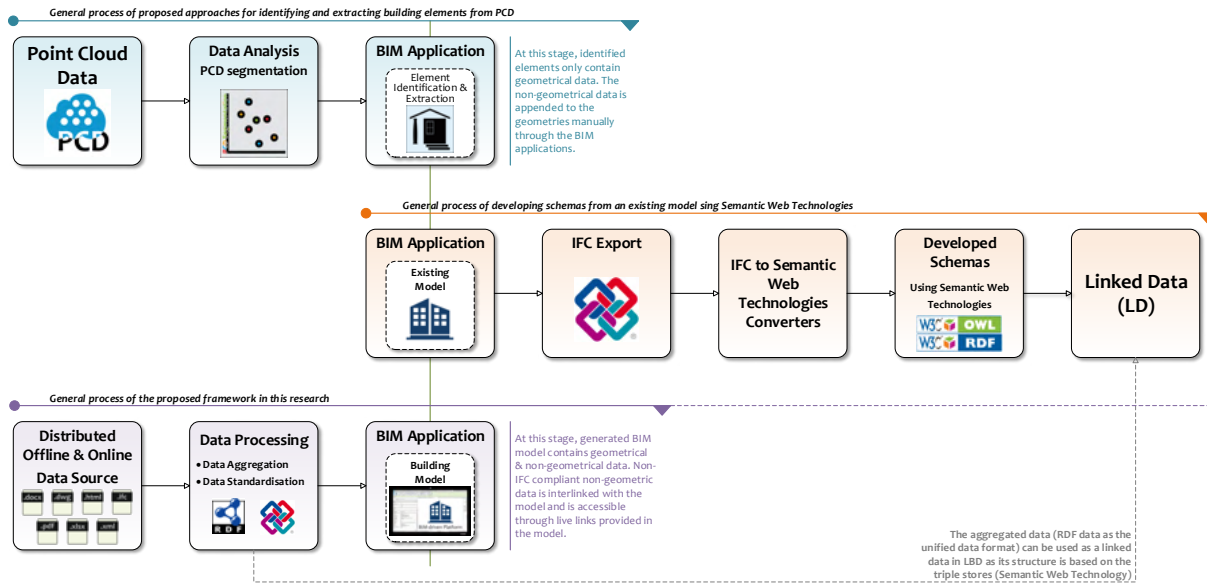 General process of proposed approaches for identifying and extracting building elements from PCD
Point Cloud
Data
PCD
Data Analysis
PCD segmentation
BIM Application
Element
Identification &
Extraction
At this stage, identified
elements only contain
geometrical data. The
non-geometrical data is
appended to the
geometries manually
through the BIM
applications.
General process of developing schemas from an existing model sing Semantic Web Technologies
BIM Application
Existing
Model
IFC Export
IFC to Semantic
Web
Technologies
Converters
Developed
Schemas
Using Semantic Web
Technologies
W3C OWL
W3C RDF
Linked Data
(LD)
General process of the proposed framework in this research
Distributed
Offline & Online
Data Source
.docx .dwg .html .ifc
.pdf .xlsx .xml
Data Processing
• Data Aggregation
• Data Standardisation
RDF
BIM Application
Building
Model
BIM-driven Platform
At this stage, generated BIM
model contains geometrical
& non-geometrical data. Non-
IFC compliant non-geometric
data is interlinked with the
model and is accessible
through live links provided in
the model.
The aggregated data (RDF data as the
unified data format) can be used as a linked
data in LBD as its structure is based on the
triple stores (Semantic Web Technology)